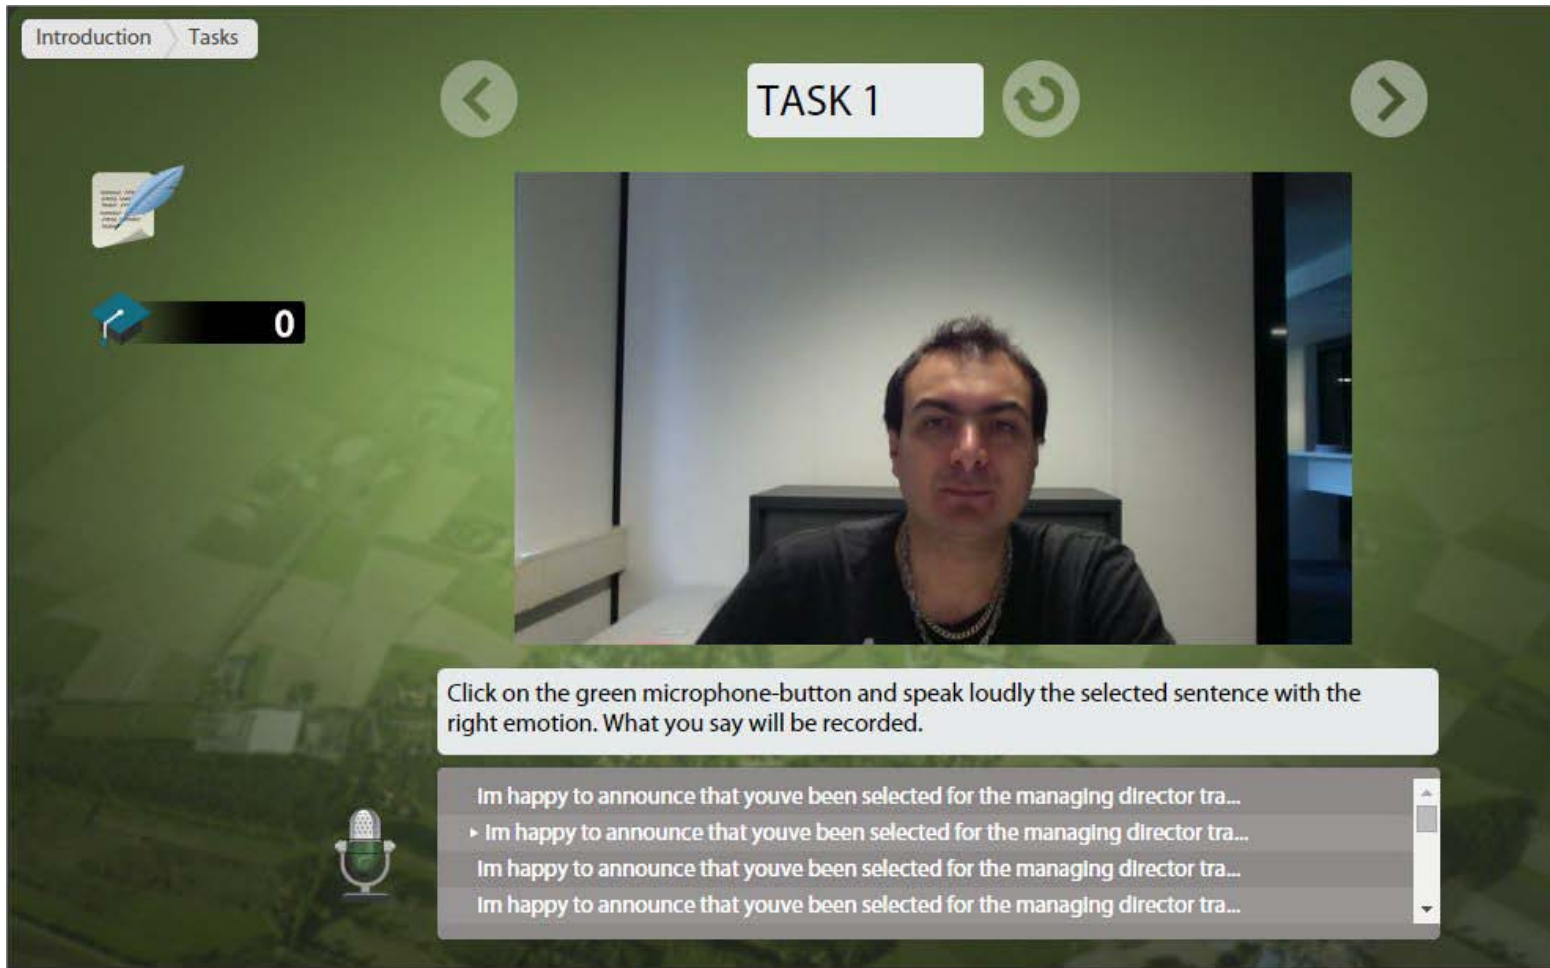 Introduction
Tasks
TASK 1
0
Click on the green microphone-button and speak loudly the selected sentence with the
right emotion. What you say will be recorded.
Im happy to announce that youve been selected for the managing director tra...
Im happy to announce that youve been selected for the managing director tra...
Im happy to announce that youve been selected for the managing director tra...
Im happy to announce that youve been selected for the managing director tra...